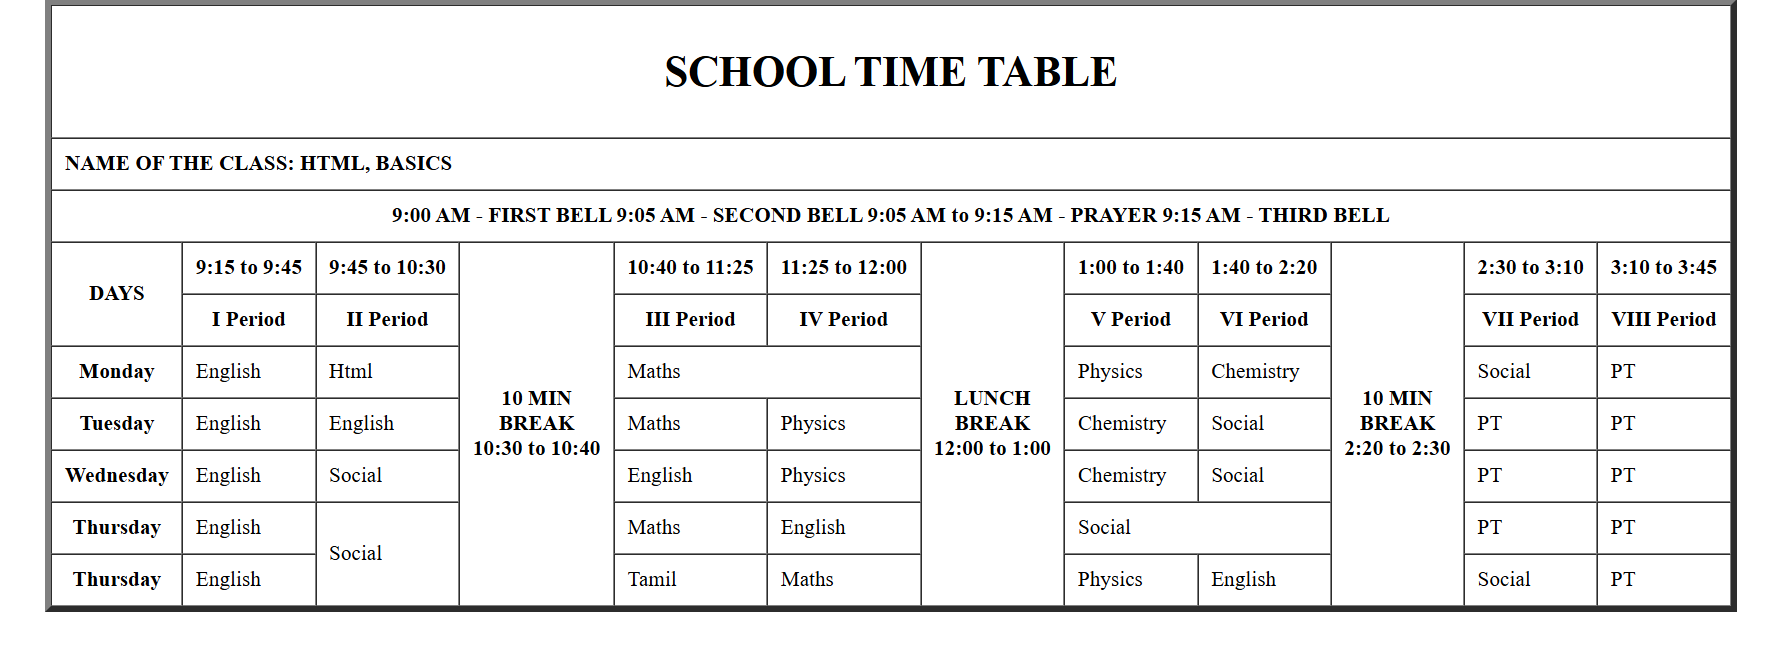 SCHOOL TIME TABLE
NAME OF THE CLASS: HTML, BASICS
9:00 AM - FIRST BELL 9:05 AM - SECOND BELL 9:05 AM to 9:15 AM - PRAYER 9:15 AM - THIRD BELL
DAYS
9:15 to 9:45
9:45 to 10:30
10 MIN
BREAK
10:30 to 10:40
10:40 to 11:25
11:25 to 12:00
LUNCH
BREAK
12:00 to 1:00
1:00 to 1:40
1:40 to 2:20
10 MIN
BREAK
2:20 to 2:30
2:30 to 3:10
3:10 to 3:45
I Period
II Period
III Period
IV Period
V Period
VI Period
VII Period
VIII Period
Monday
English
Html
Maths
Physics
Chemistry
Social
PT
Tuesday
English
English
Maths
Physics
Chemistry
Social
PT
PT
Wednesday
English
Social
English
Physics
Chemistry
Social
PT
PT
Thursday
English
Social
Maths
English
Social
PT
PT
Thursday
English
Tamil
Maths
Physics
English
Social
PT